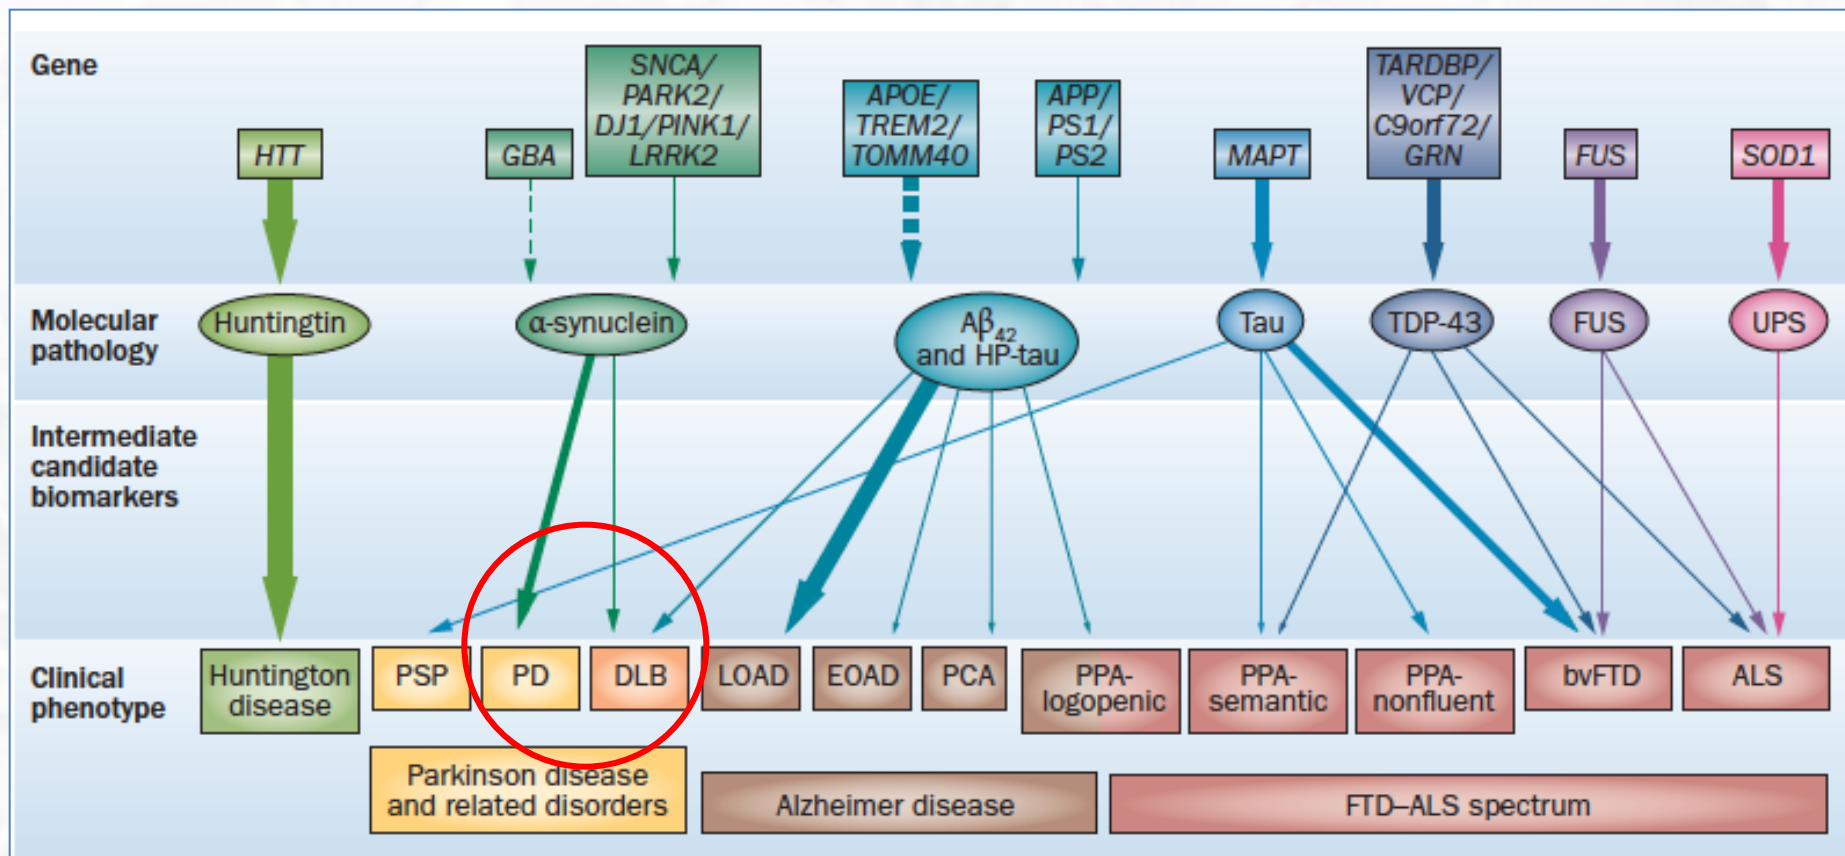 Gene
HTT
GBA
SNCA/
PARK2/
DJ1/PINK1/
LRRK2
APOE/
TREM2/
TOMM40
APP/
PS1/
PS2
MAPT
TARDBP/
VCP/
C9orf72/
GRN
FUS
SOD1
Molecular
pathology
Huntingtin
α-synuclein
Aβ42
and HP-tau
Tau
TDP-43
FUS
UPS
Intermediate
candidate
biomarkers
Clinical
phenotype
Huntington
disease
PSP
PD
DLB
LOAD
EOAD
PCA
PPA-
logopenic
PPA-
semantic
PPA-
nonfluent
bvFTD
ALS
Parkinson disease
and related disorders
Alzheimer disease
FTD–ALS spectrum